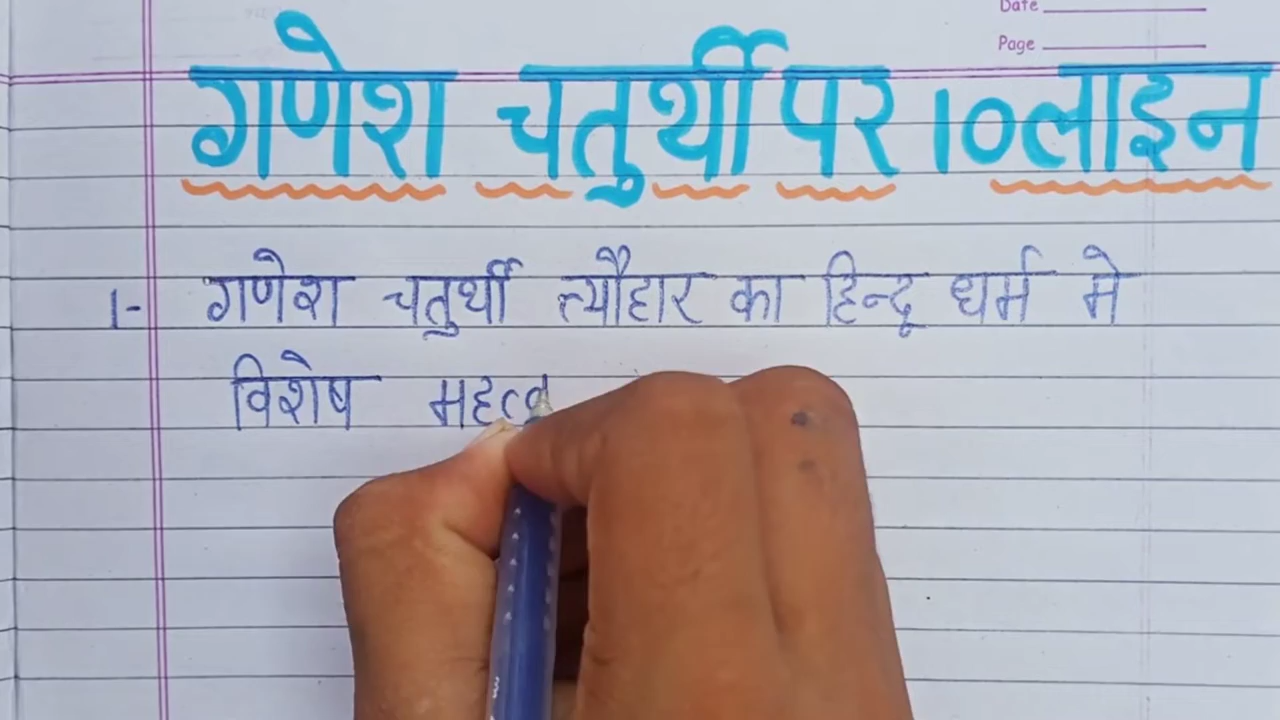 Date
Page
गणेश चतुर्थी पर 10 लाइन
1- गणेश चतुर्थी त्यौहार का हिन्दू धर्म मे
विशेष महत्व